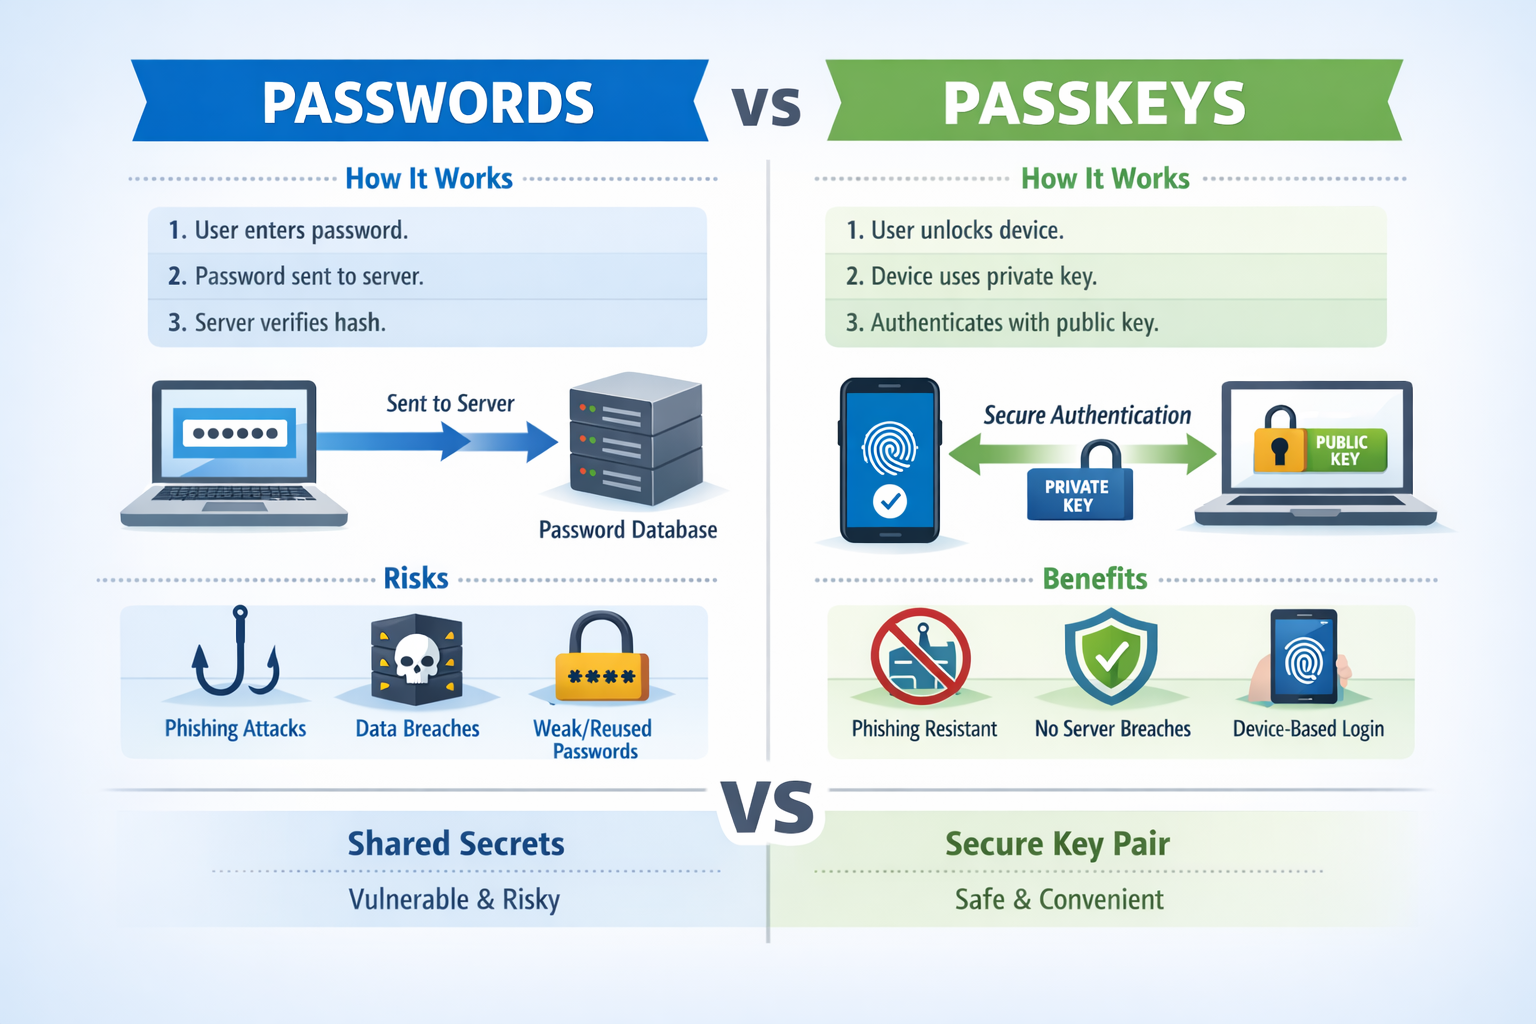 PASSWORDS
VS
PASSKEYS
How It Works
1. User enters password.
2. Password sent to server.
3. Server verifies hash.
How It Works
1. User unlocks device.
2. Device uses private key.
3. Authenticates with public key.
Sent to Server
Password Database
Secure Authentication
PRIVATE
KEY
PUBLIC
KEY
Risks
****
Phishing Attacks
Data Breaches
Weak/Reused
Passwords
Benefits
Phishing Resistant
No Server Breaches
Device-Based Login
VS
Shared Secrets
Vulnerable & Risky
Secure Key Pair
Safe & Convenient